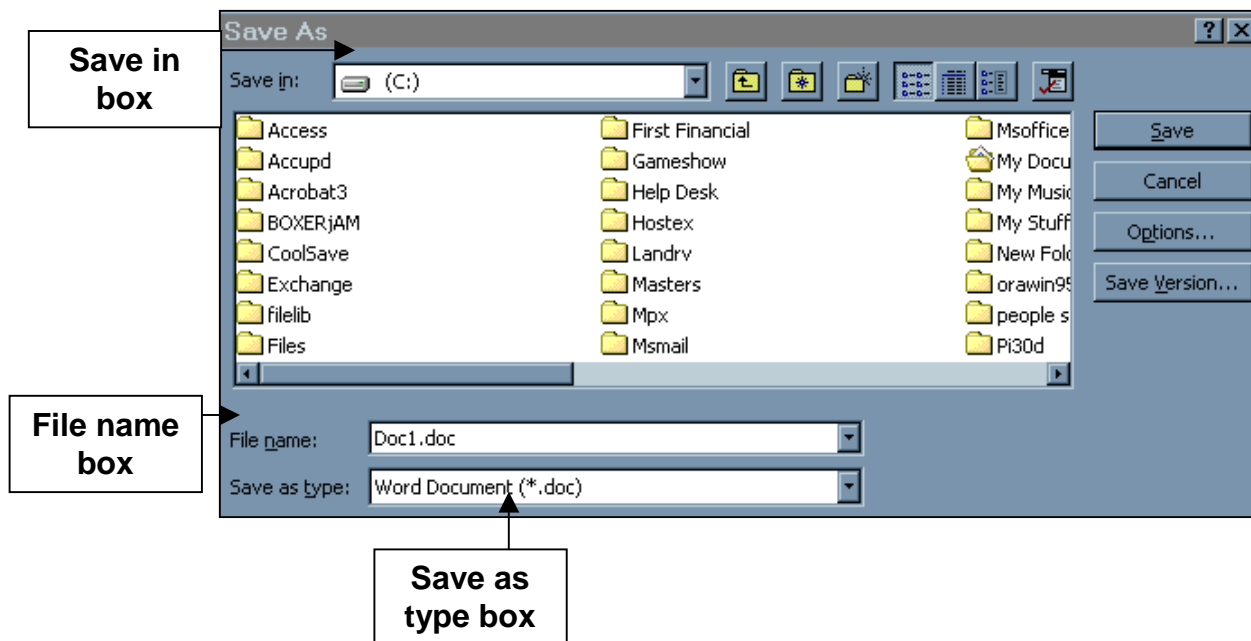 Save As
Save in
box
Save in:
(C:)
Access
First Financial
Msoffice
Accupd
Gameshow
My Docu
Acrobat3
Help Desk
My Music
BOXERjAM
Hostex
My Stuff
CoolSave
Landrv
New Fold
Exchange
Masters
orawin95
filelib
Mpx
people s
Files
Msmail
Pi30d
Save
Cancel
Options...
Save Version...
File name
box
File name:
Doc1.doc
Save as type:
Word Document (*.doc)
Save as
type box